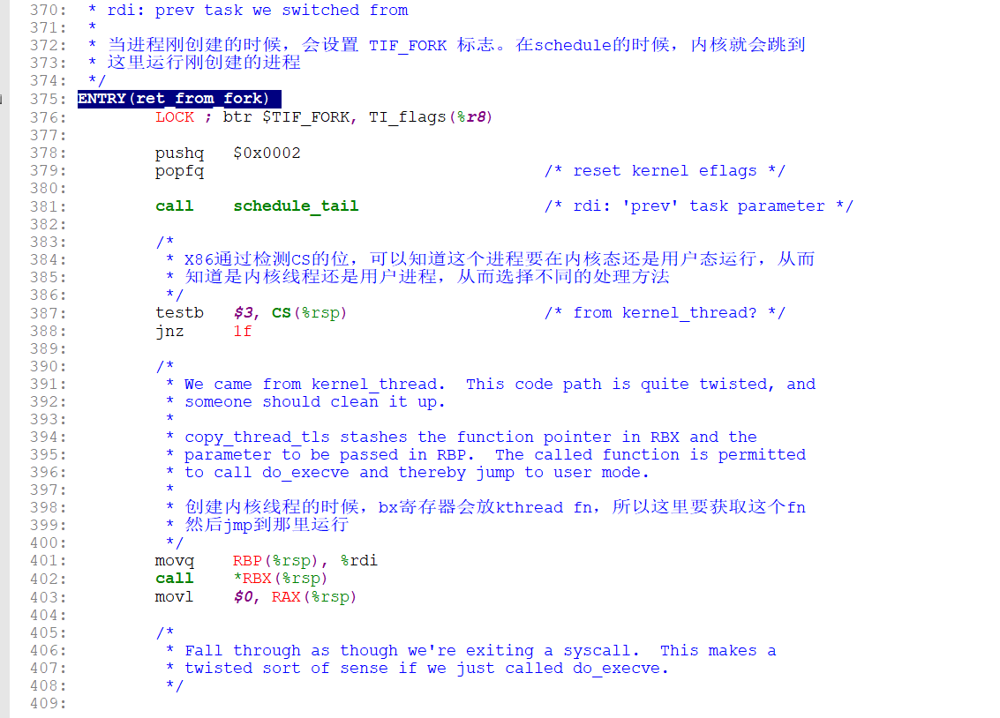 370:  * rdi: prev task we switched from
371:  *
372:  * 当进程刚创建的时候，会设置 TIF_FORK 标志。在schedule的时候，内核就会跳到
373:  * 这里运行刚创建的进程
374:  */
375: ENTRY(ret_from_fork)
376:         LOCK ; btr $TIF_FORK, TI_flags(%r8)
377:
378:         pushq   $0x0002
379:         popfq                                   /* reset kernel eflags */
380:
381:         call    schedule_tail                   /* rdi: 'prev' task parameter */
382:
383:         /*
384:          * X86通过检测CS的位，可以知道这个进程要在内核态还是用户态运行，从而
385:          * 知道是内核线程还是用户进程，从而选择不同的处理方法
386:          */
387:         testb   $3, CS(%rsp)                    /* from kernel_thread? */
388:         jnz     1f
389:
390:         /*
391:          * We came from kernel_thread.  This code path is quite twisted, and
392:          * someone should clean it up.
393:          *
394:          * copy_thread_tls stashes the function pointer in RBX and the
395:          * parameter to be passed in RBP.  The called function is permitted
396:          * to call do_execve and thereby jump to user mode.
397:          *
398:          * 创建内核线程的时候，bx寄存器会放kthread fn，所以这里要获取这个fn
399:          * 然后jmp到那里运行
400:          */
401:         movq    RBP(%rsp), %rdi
402:         call    *RBX(%rsp)
403:         movl    $0, RAX(%rsp)
404:
405:         /*
406:          * Fall through as though we're exiting a syscall.  This makes a
407:          * twisted sort of sense if we just called do_execve.
408:          */
409: